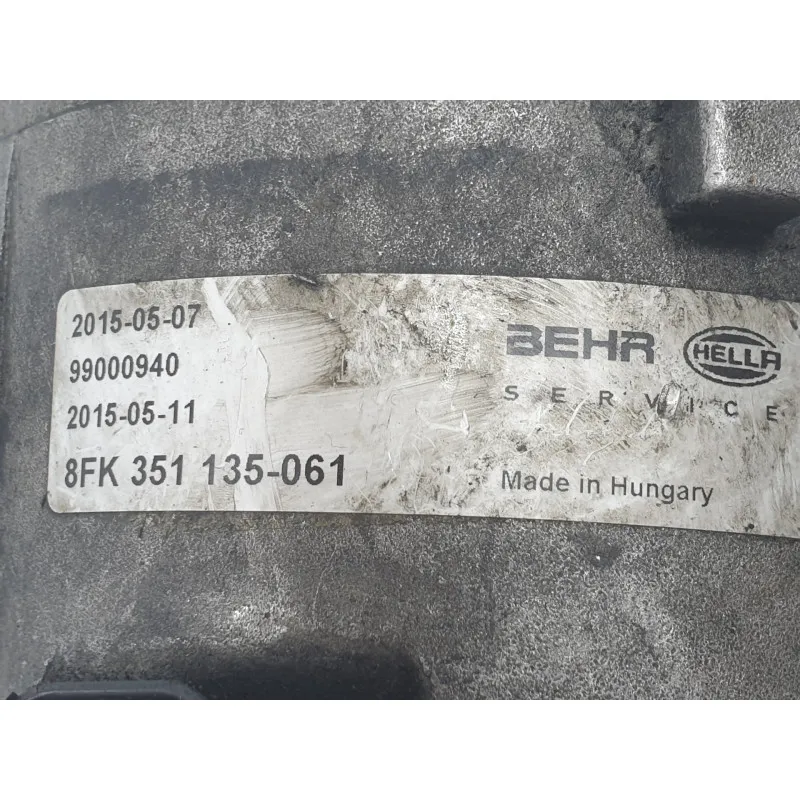 2015-05-07
99000940
2015-05-11
8FK 351 135-061
BEHR HELLA
SERVICE
Made in Hungary